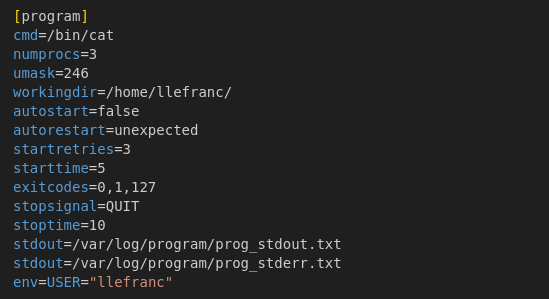 [program]
cmd=/bin/cat
numprocs=3
umask=246
workingdir=/home/llefranc/
autostart=false
autorestart=unexpected
startretries=3
starttime=5
exitcodes=0,1,127
stopsignal=QUIT
stoptime=10
stdout=/var/log/program/prog_stdout.txt
stdout=/var/log/program/prog_stderr.txt
env=USER="llefranc"